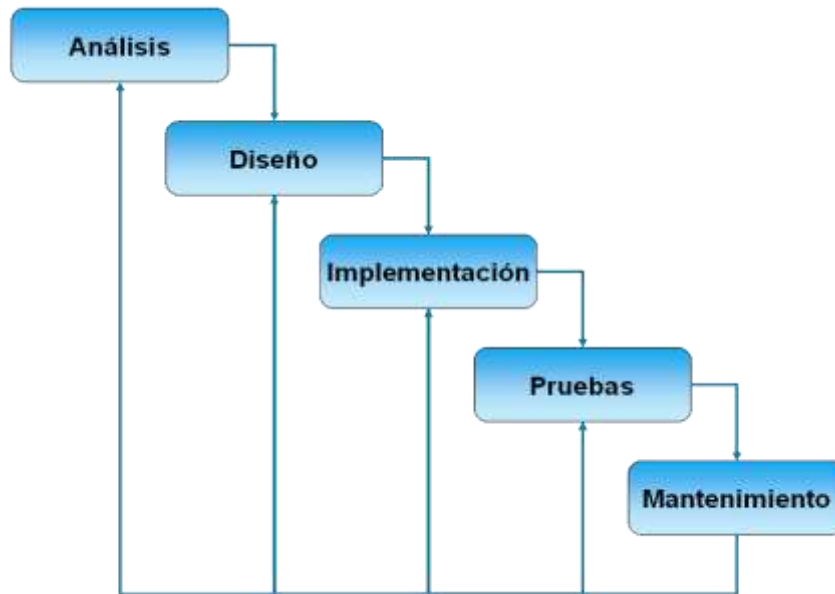 Análisis
Diseño
Implementación
Pruebas
Mantenimiento